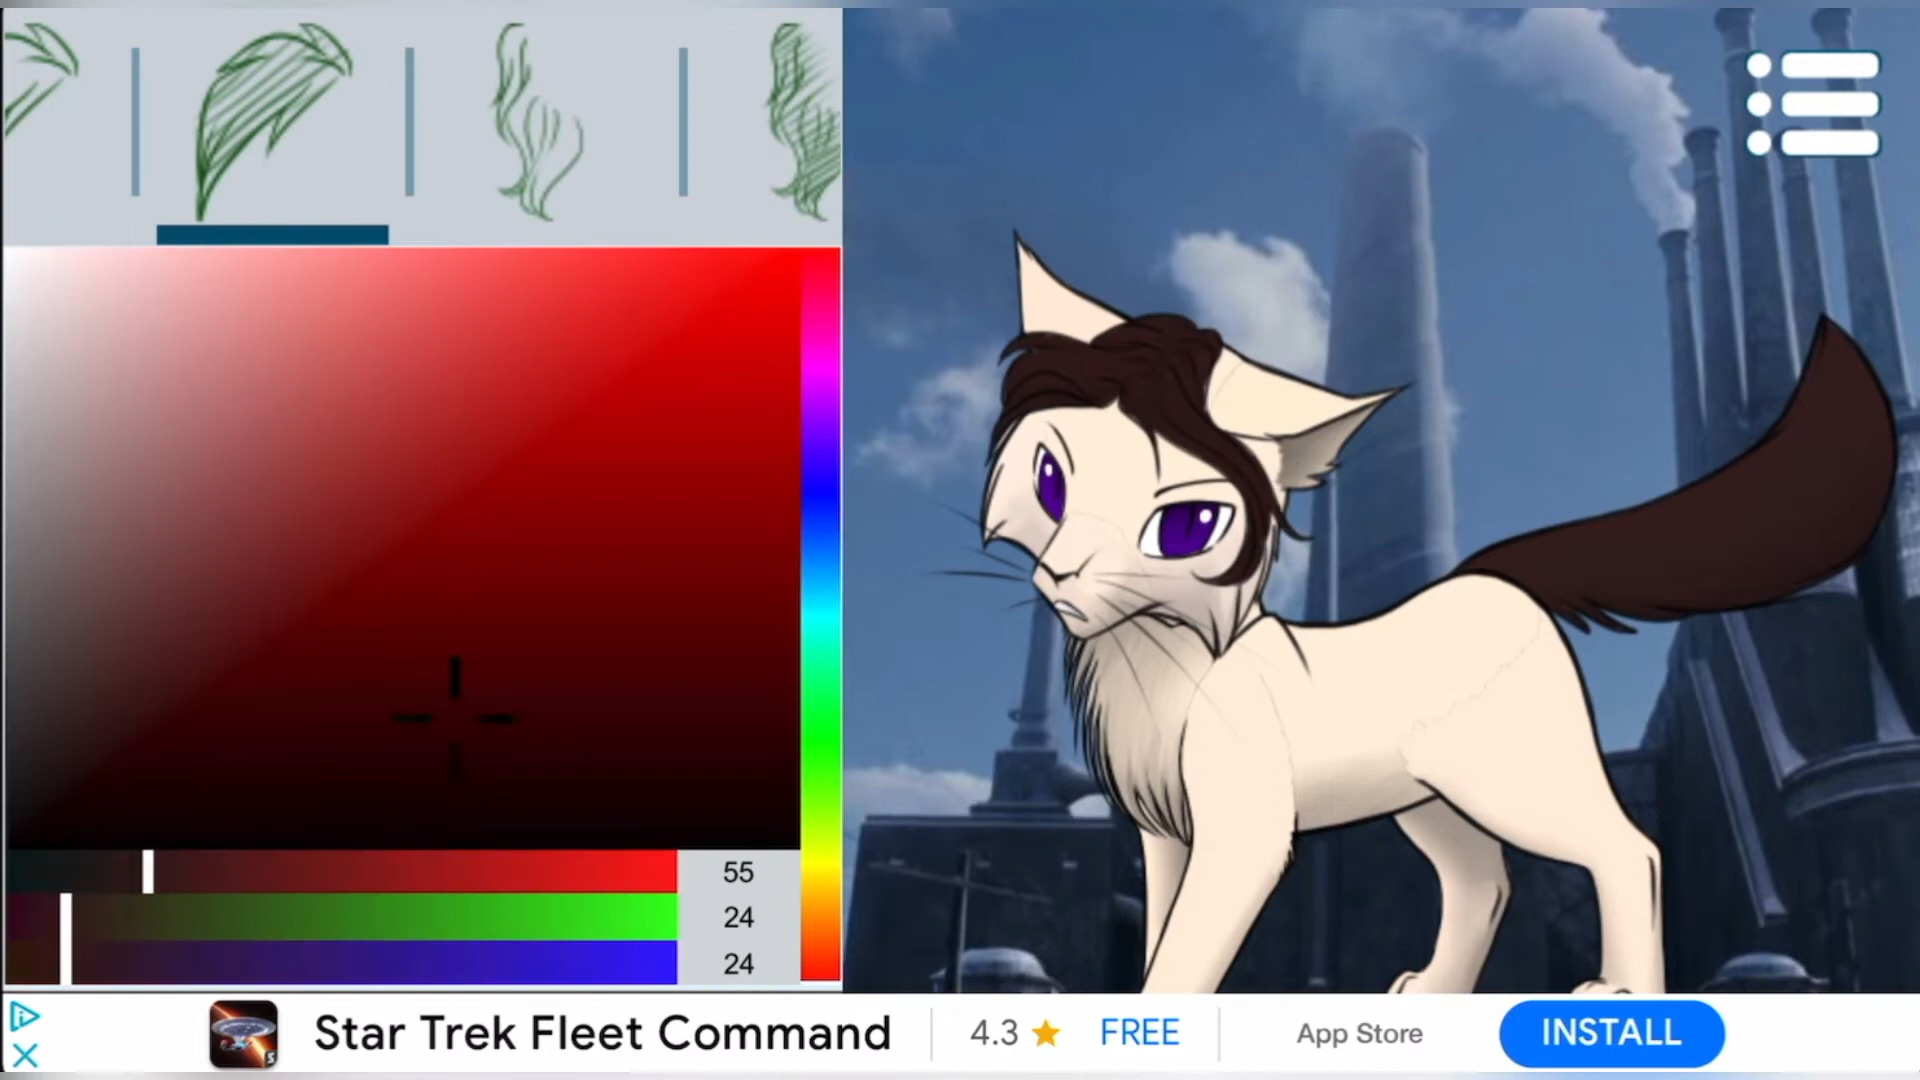 55
24
24
Star Trek Fleet Command
4.3
FREE
App Store
INSTALL